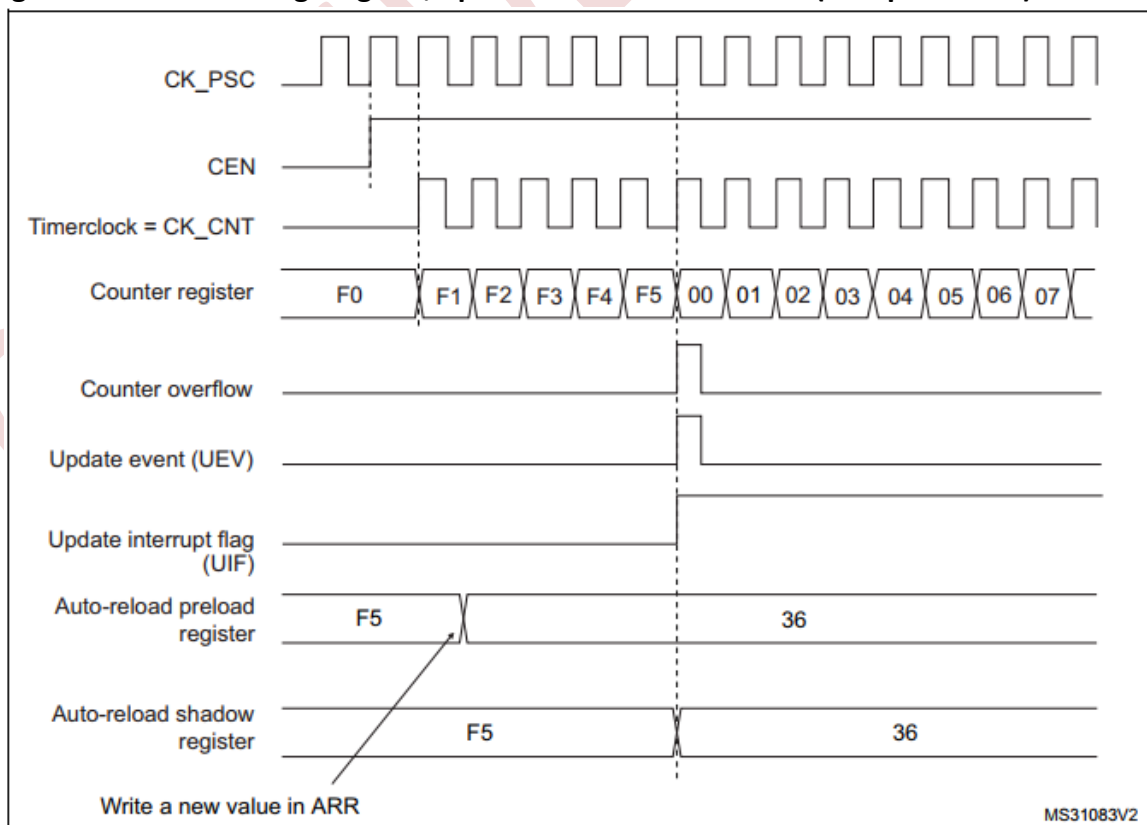 CK_PSC
CEN
Timerclock = CK_CNT
Counter register
F0 F1 F2 F3 F4 F5 00 01 02 03 04 05 06 07
Counter overflow
Update event (UEV)
Update interrupt flag
(UIF)
Auto-reload preload
register
F5 36
Auto-reload shadow
register
F5 36
Write a new value in ARR
MS31083V2